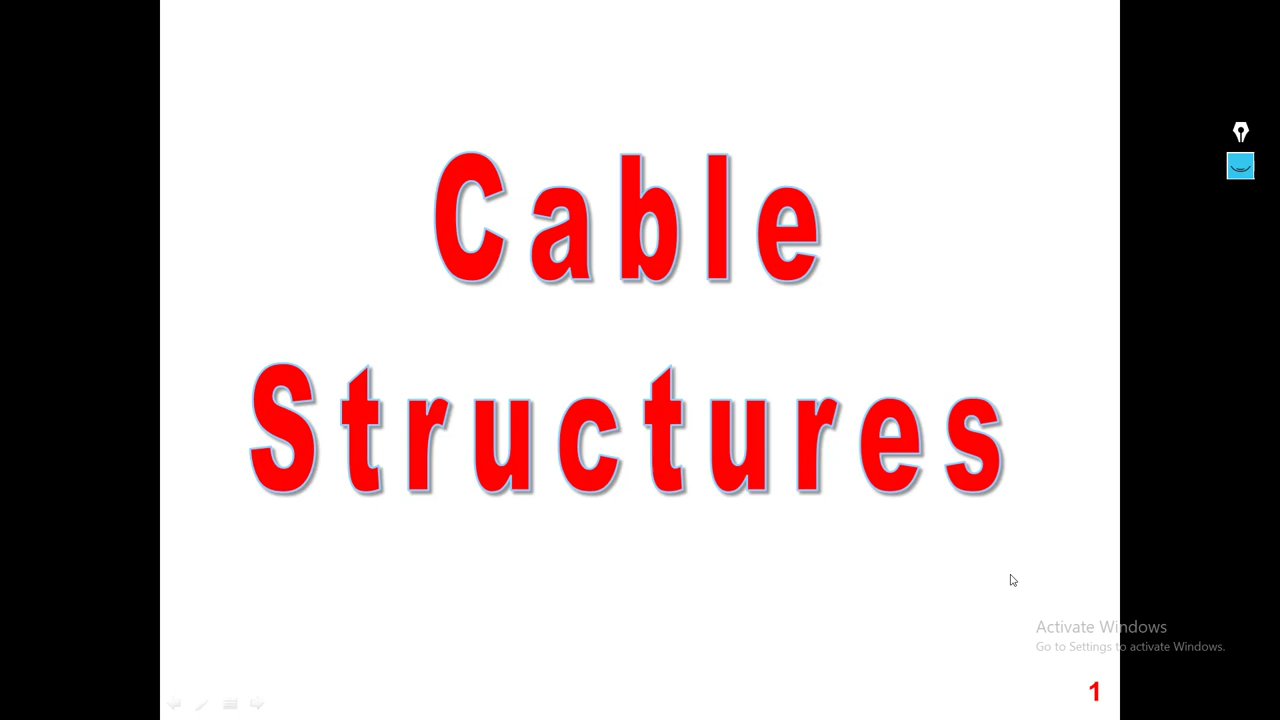 Cable
Structures
Activate Windows
Go to Settings to activate Windows.
1